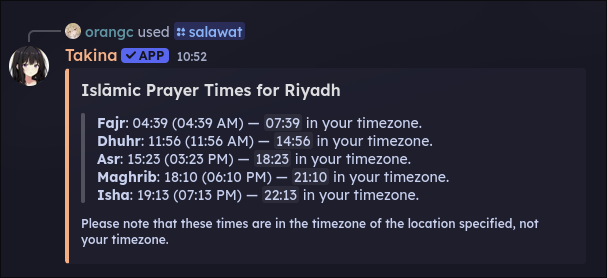 orangc used salawat
Takina ✓ APP 10:52
Islāmic Prayer Times for Riyadh
Fajr: 04:39 (04:39 AM) — 07:39 in your timezone.
Dhuhr: 11:56 (11:56 AM) — 14:56 in your timezone.
Asr: 15:23 (03:23 PM) — 18:23 in your timezone.
Maghrib: 18:10 (06:10 PM) — 21:10 in your timezone.
Isha: 19:13 (07:13 PM) — 22:13 in your timezone.
Please note that these times are in the timezone of the location specified, not
your timezone.